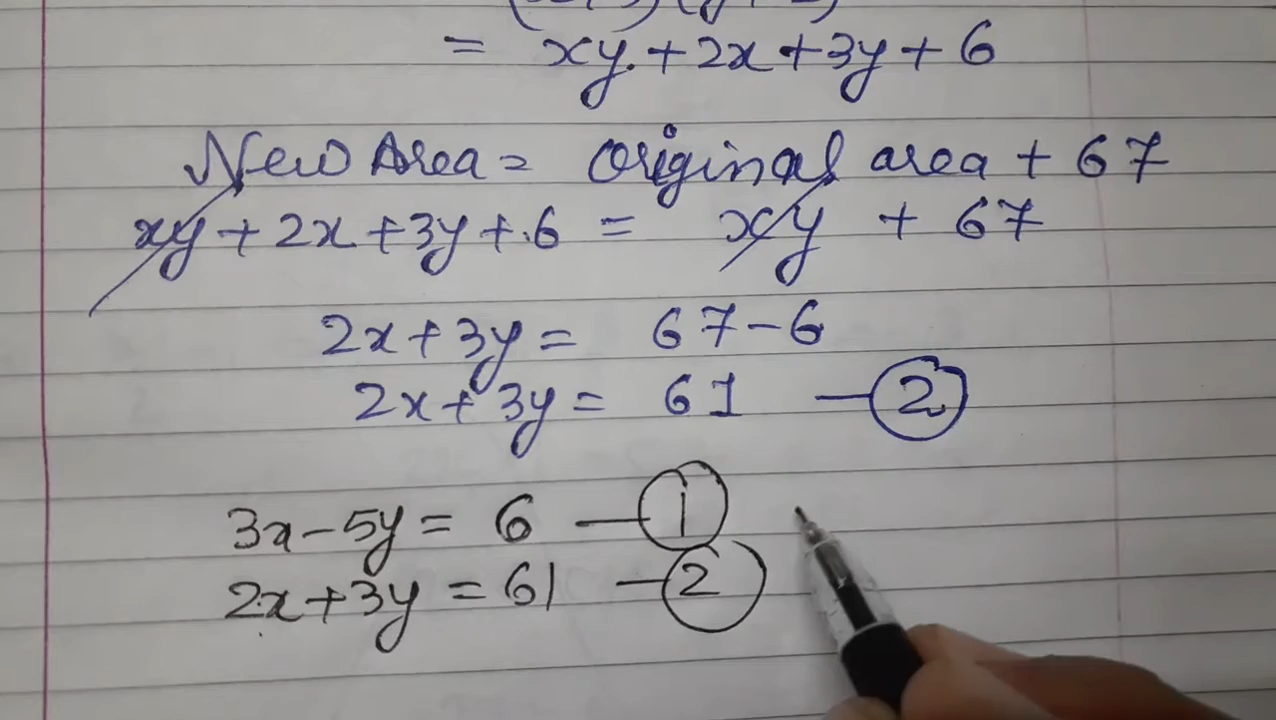 = xy + 2x + 3y + 6
New Area = Original area + 67
xy + 2x + 3y + 6 = xy + 67
2x + 3y = 67 - 6
2x + 3y = 61 — 2
3x - 5y = 6 — 1
2x + 3y = 61 — 2